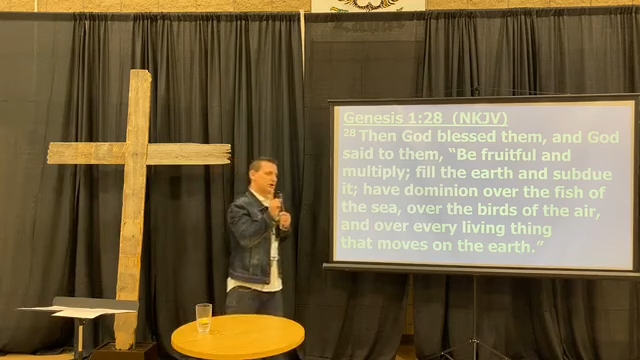 Genesis 1:28 (NKJV)
28 Then God blessed them, and God
said to them, “Be fruitful and
multiply; fill the earth and subdue
it; have dominion over the fish of
the sea, over the birds of the air,
and over every living thing
that moves on the earth.”